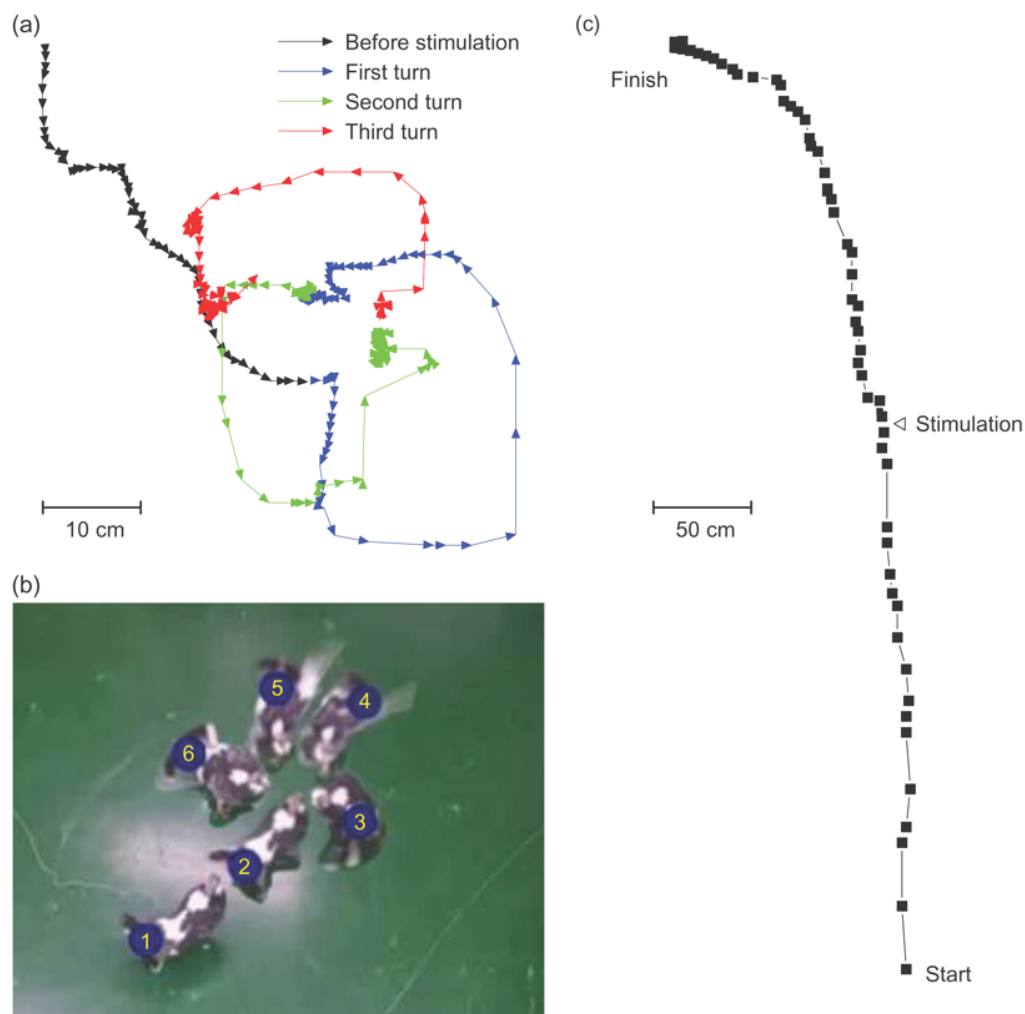 (a)
Before stimulation
First turn
Second turn
Third turn
10 cm
(b)
5
4
6
3
2
1
(c)
Finish
Stimulation
50 cm
Start